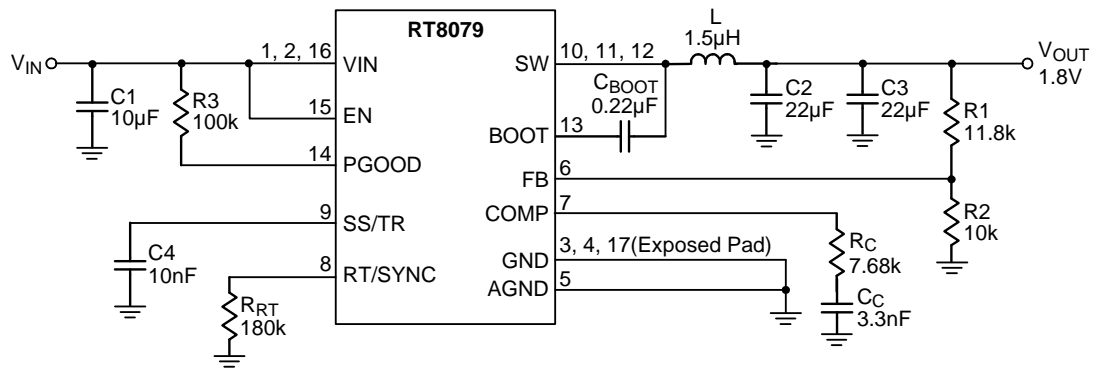 RT8079
VIN
1, 2, 16
VIN
C1
10µF
R3
100k
15
EN
14
PGOOD
9
SS/TR
C4
10nF
8
RT/SYNC
RRT
180k
SW
10, 11, 12
L
1.5µH
VOUT
1.8V
CBOOT
0.22µF
BOOT
13
C2
22µF
C3
22µF
R1
11.8k
FB
6
COMP
7
R2
10k
GND
3, 4, 17(Exposed Pad)
AGND
5
RC
7.68k
CC
3.3nF